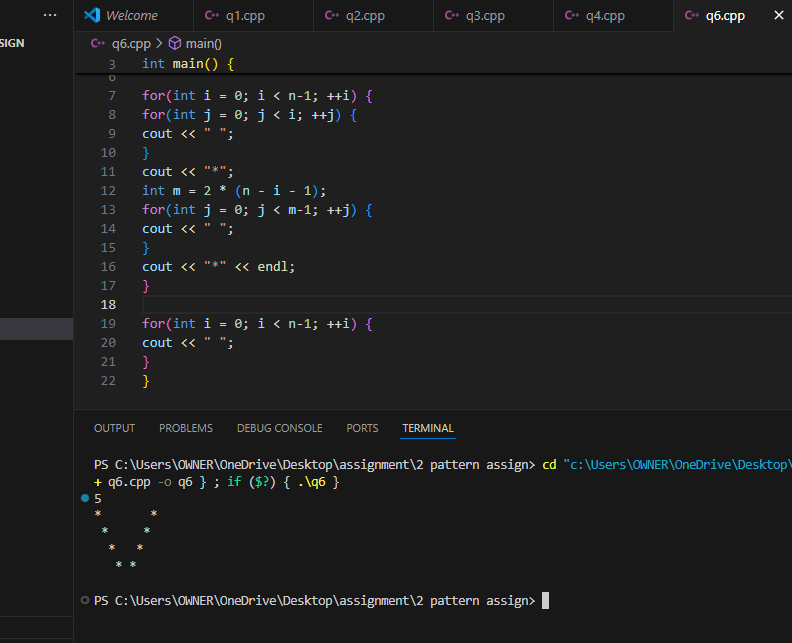 ··· Welcome q1.cpp q2.cpp q3.cpp q4.cpp q6.cpp ×
SIGN
q6.cpp > main()
3 int main() {
6
7 for(int i = 0; i < n-1; ++i) {
8 for(int j = 0; j < i; ++j) {
9 cout << " ";
10 }
11 cout << "*";
12 int m = 2 * (n - i - 1);
13 for(int j = 0; j < m-1; ++j) {
14 cout << " ";
15 }
16 cout << "*" << endl;
17 }
18
19 for(int i = 0; i < n-1; ++i) {
20 cout << " ";
21 }
22 }
OUTPUT PROBLEMS DEBUG CONSOLE PORTS TERMINAL
PS C:\Users\OWNER\OneDrive\Desktop\assignment\2 pattern assign> cd "c:\Users\OWNER\OneDrive\Desktop\
+ q6.cpp -o q6 } ; if ($?) { .\q6 }
5
*       *
 *     *
  *   *
   * *
PS C:\Users\OWNER\OneDrive\Desktop\assignment\2 pattern assign>